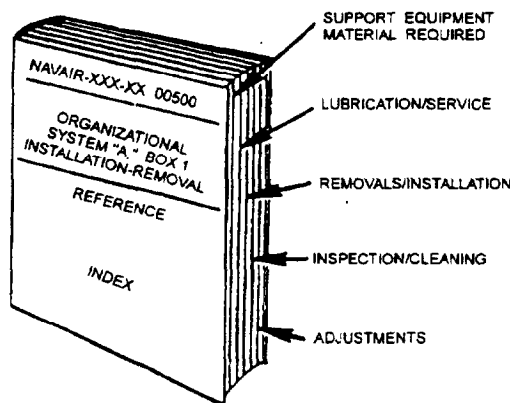 NAVAIR-XXX-XX 00500
ORGANIZATIONAL
SYSTEM "A," BOX 1
INSTALLATION-REMOVAL
REFERENCE
INDEX
SUPPORT EQUIPMENT
MATERIAL REQUIRED
LUBRICATION/SERVICE
REMOVALS/INSTALLATION
INSPECTION/CLEANING
ADJUSTMENTS